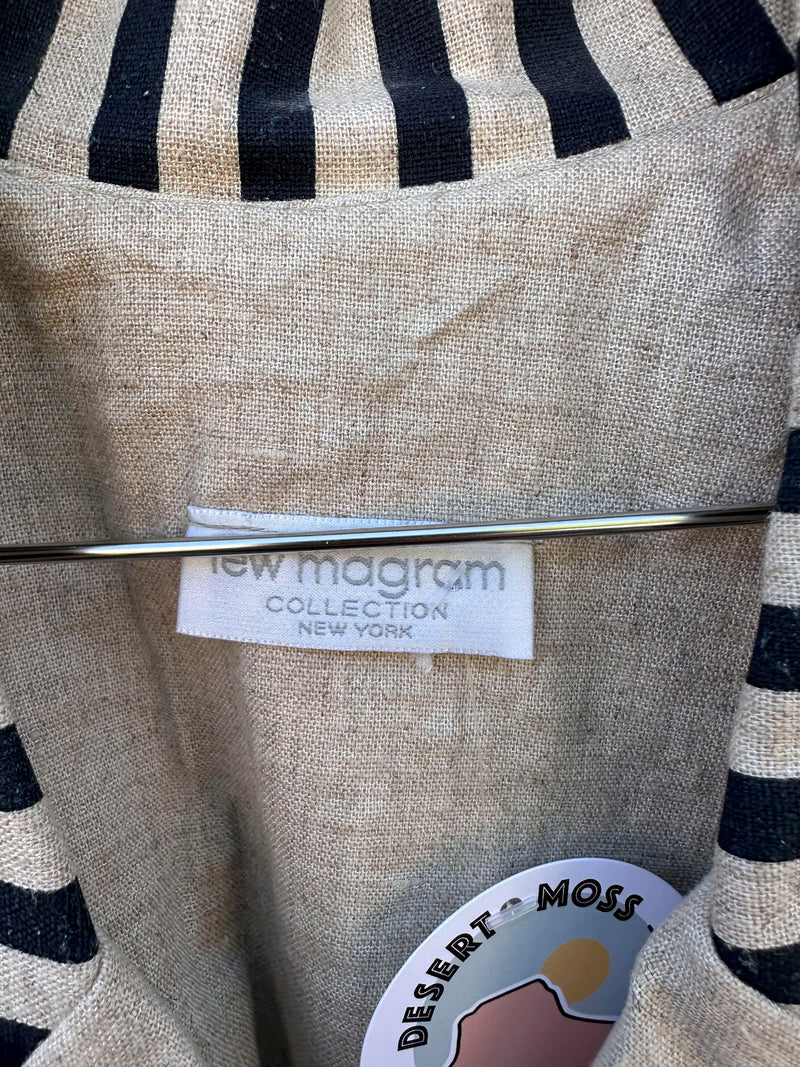 lew magram
COLLECTION
NEW YORK
DESERT MOSS